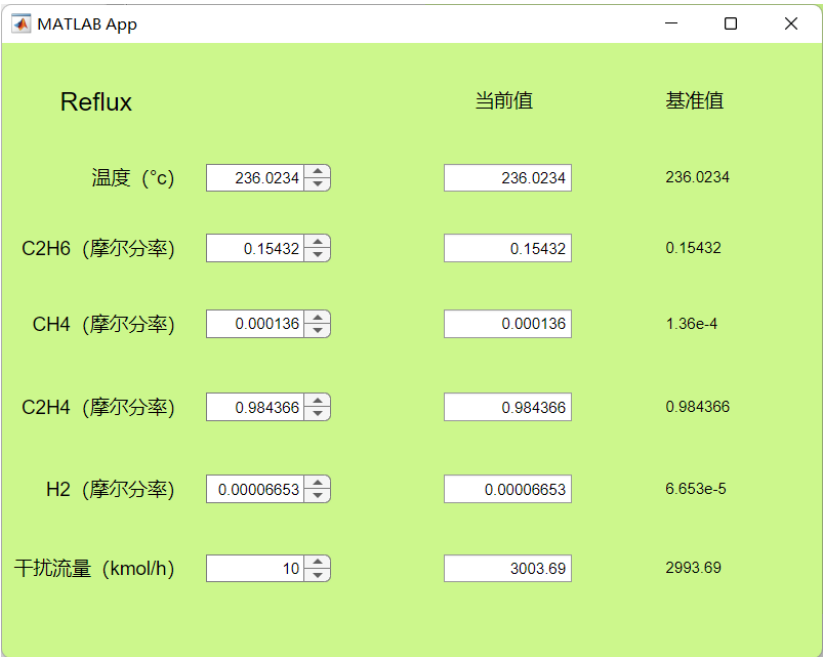 MATLAB App
Reflux 当前值 基准值
温度（°c） 236.0234 236.0234 236.0234
C2H6（摩尔分率） 0.15432 0.15432 0.15432
CH4（摩尔分率） 0.000136 0.000136 1.36e-4
C2H4（摩尔分率） 0.984366 0.984366 0.984366
H2（摩尔分率） 0.00006653 0.00006653 6.653e-5
干扰流量（kmol/h） 10 3003.69 2993.69